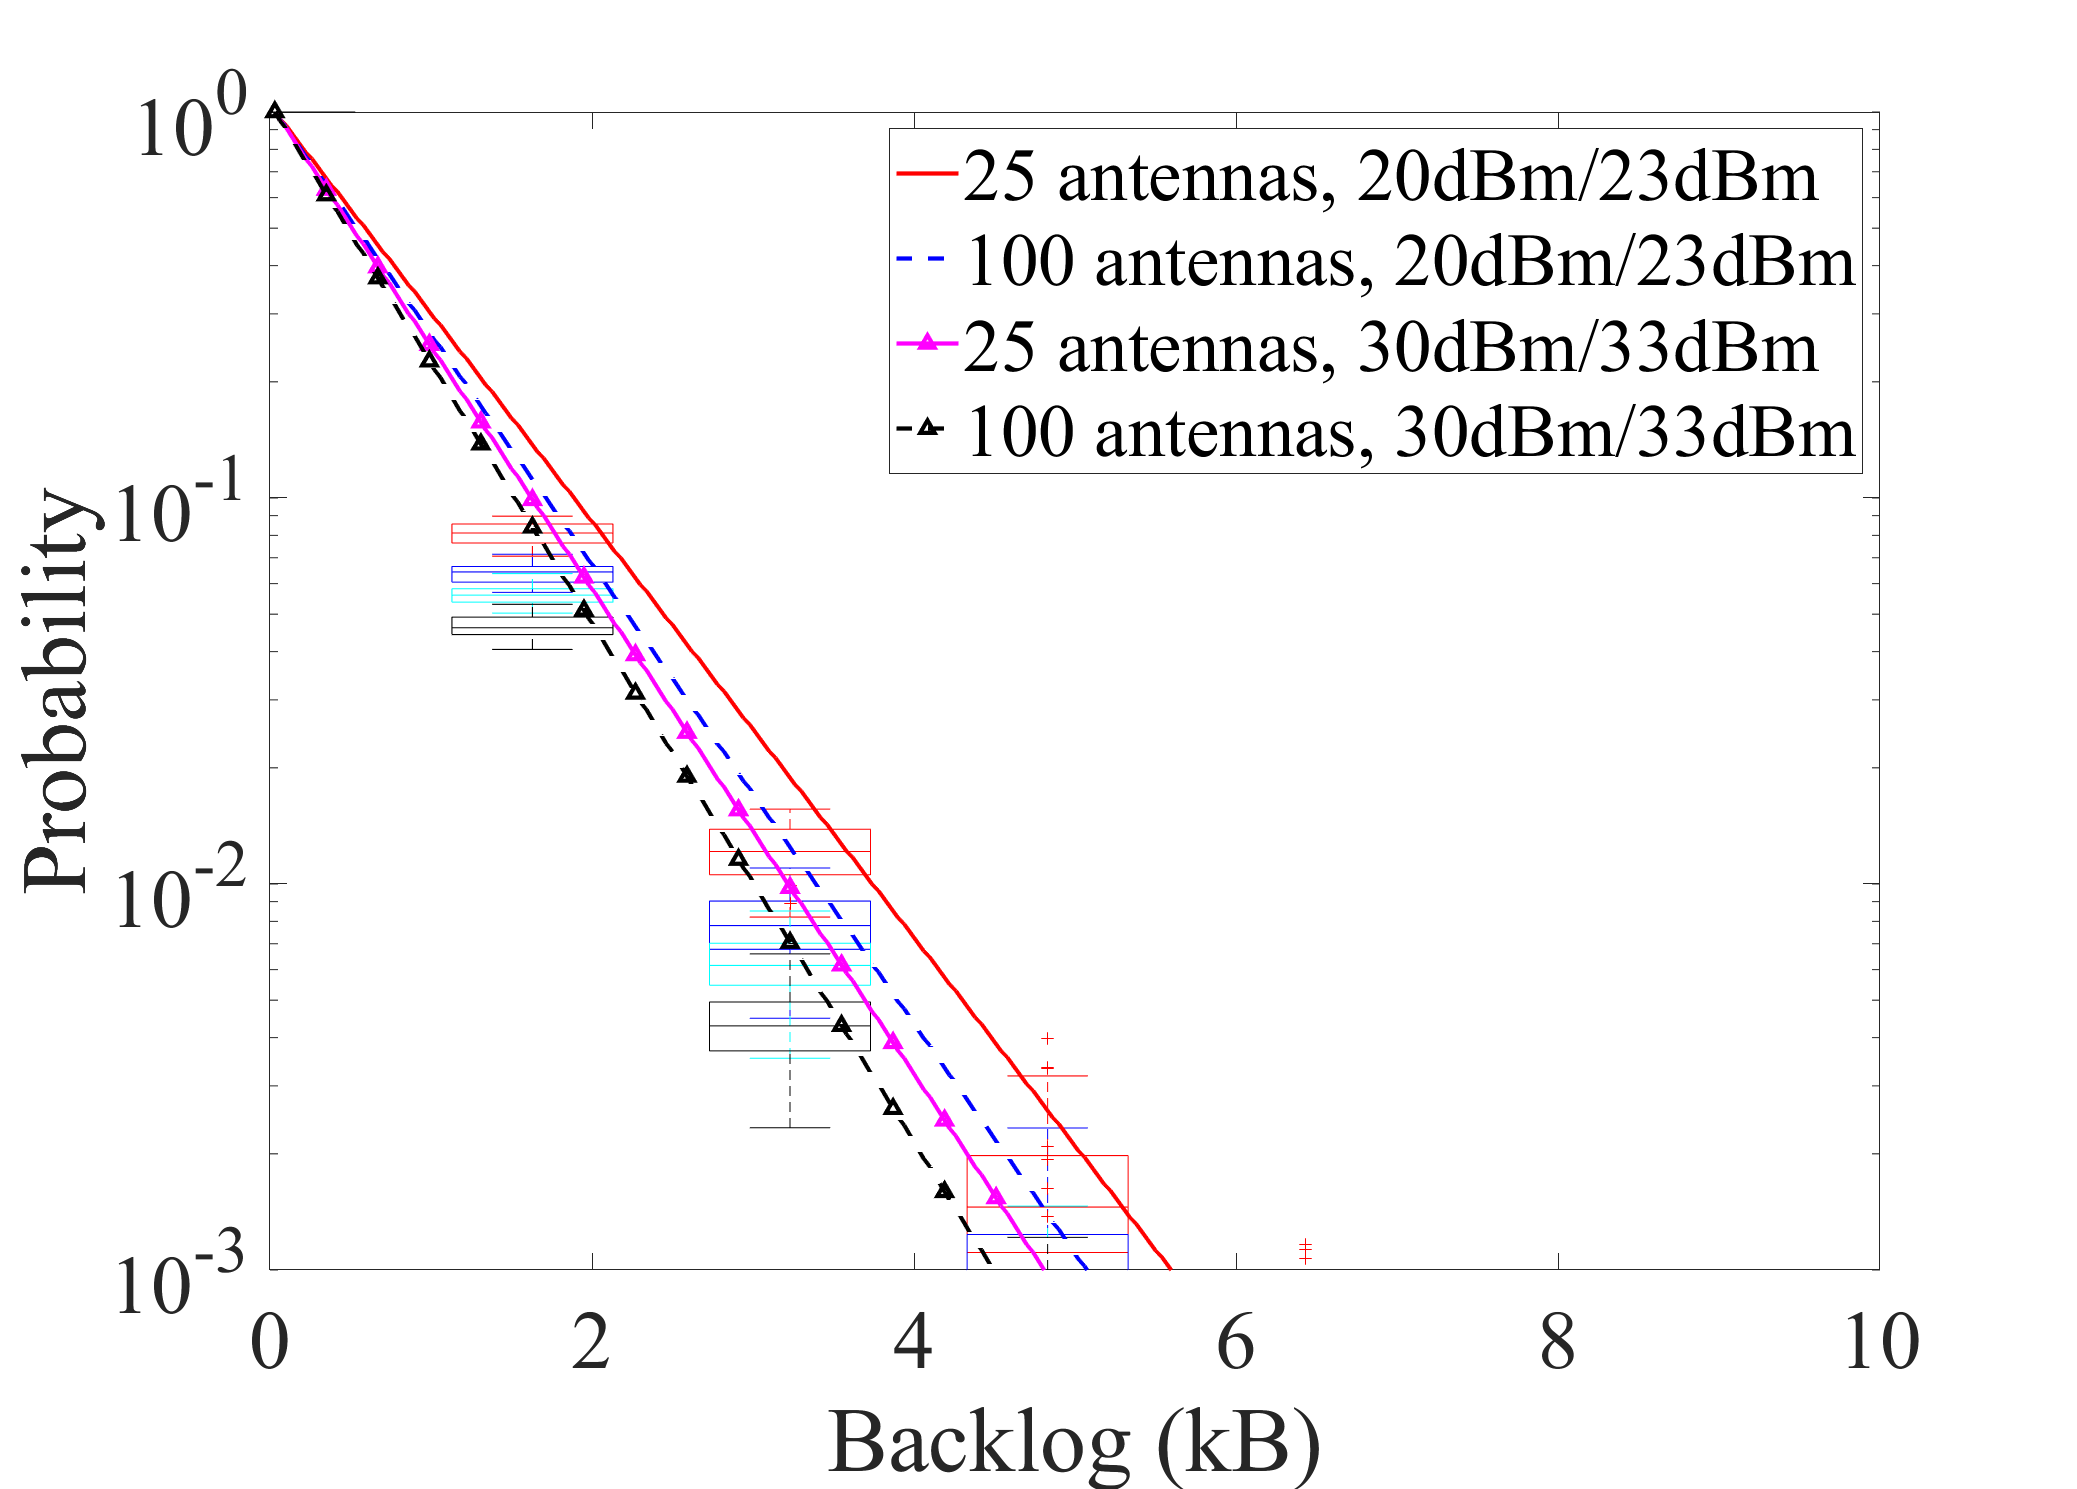 10^0
10^-1
10^-2
10^-3
Probability
25 antennas, 20dBm/23dBm
100 antennas, 20dBm/23dBm
25 antennas, 30dBm/33dBm
100 antennas, 30dBm/33dBm
0 2 4 6 8 10
Backlog (kB)